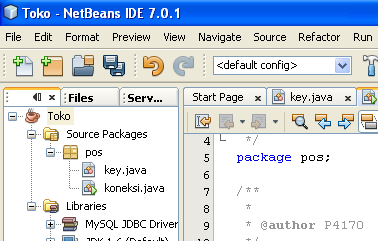 Toko - NetBeans IDE 7.0.1
File Edit Format Preview View Navigate Source Refactor Run
<default config>
Files Serv...
Start Page key.java
Toko
Source Packages
pos
key.java
koneksi.java
Libraries
MySQL JDBC Driver
JDK 1.6 (Default)
4 */
5 package pos;
6
7 /**
8 *
9 * @author P4170